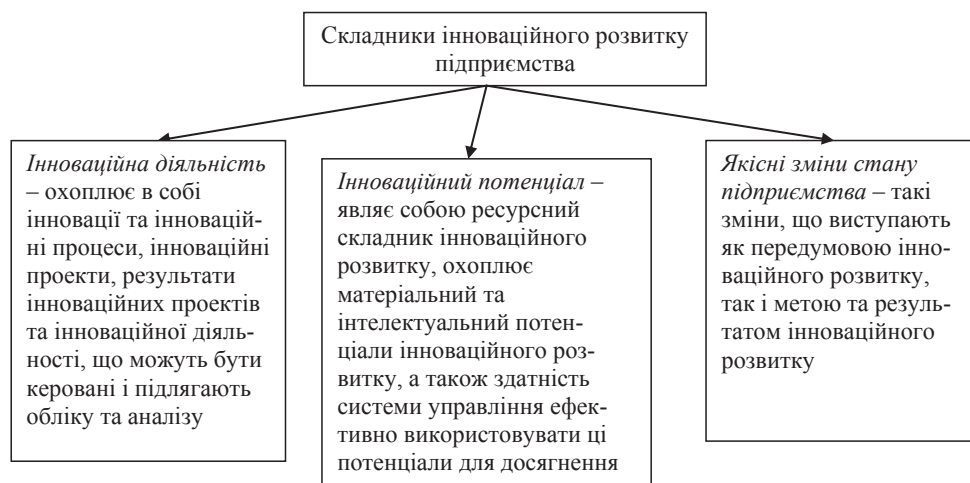 Складники інноваційного розвитку
підприємства
Інноваційна діяльність
– охоплює в собі
інновації та інновацій-
ні процеси, інноваційні
проекти, результати
інноваційних проектів
та інноваційної діяль-
ності, що можуть бути
керовані і підлягають
обліку та аналізу
Інноваційний потенціал –
являє собою ресурсний
складник інноваційного
розвитку, охоплює
матеріальний та
інтелектуальний потен-
ціали інноваційного роз-
витку, а також здатність
системи управління ефек-
тивно використовувати ці
потенціали для досягнення
Якісні зміни стану
підприємства – такі
зміни, що виступають
як передумовою інно-
ваційного розвитку,
так і метою та резуль-
татом інноваційного
розвитку